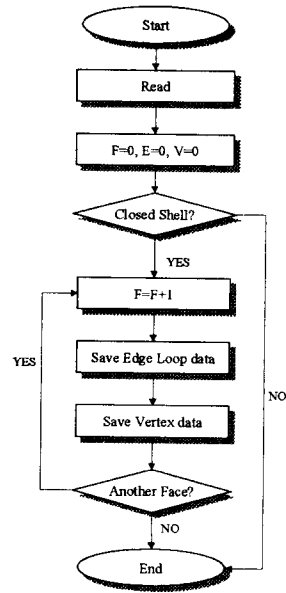 Start
Read
F=0, E=0, V=0
Closed Shell?
YES
F=F+1
YES
Save Edge Loop data
NO
Save Vertex data
Another Face?
NO
End